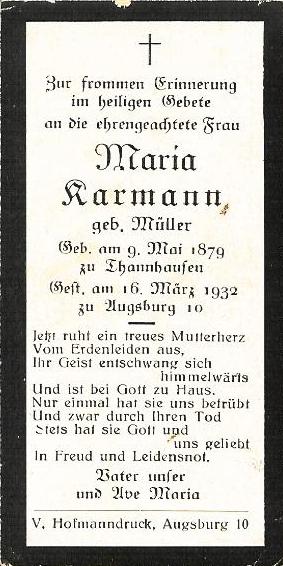 Zur frommen Erinnerung
im heiligen Gebete
an die ehrengeachtete Frau
Maria
Karmann
geb. Müller
Geb. am 9. Mai 1879
zu Thannhausen
Gest. am 16. März 1932
zu Augsburg 10
Jetzt ruht ein treues Mutterherz
Vom Erdenleiden aus,
Ihr Geist entschwang sich
himmelwärts
Und ist bei Gott zu Haus.
Nur einmal hat sie uns betrübt
Und zwar durch Ihren Tod
Stets hat sie Gott und
uns geliebt
In Freud und Leidensnot.
Vater unser
und Ave Maria
V. Hofmanndruck, Augsburg 10